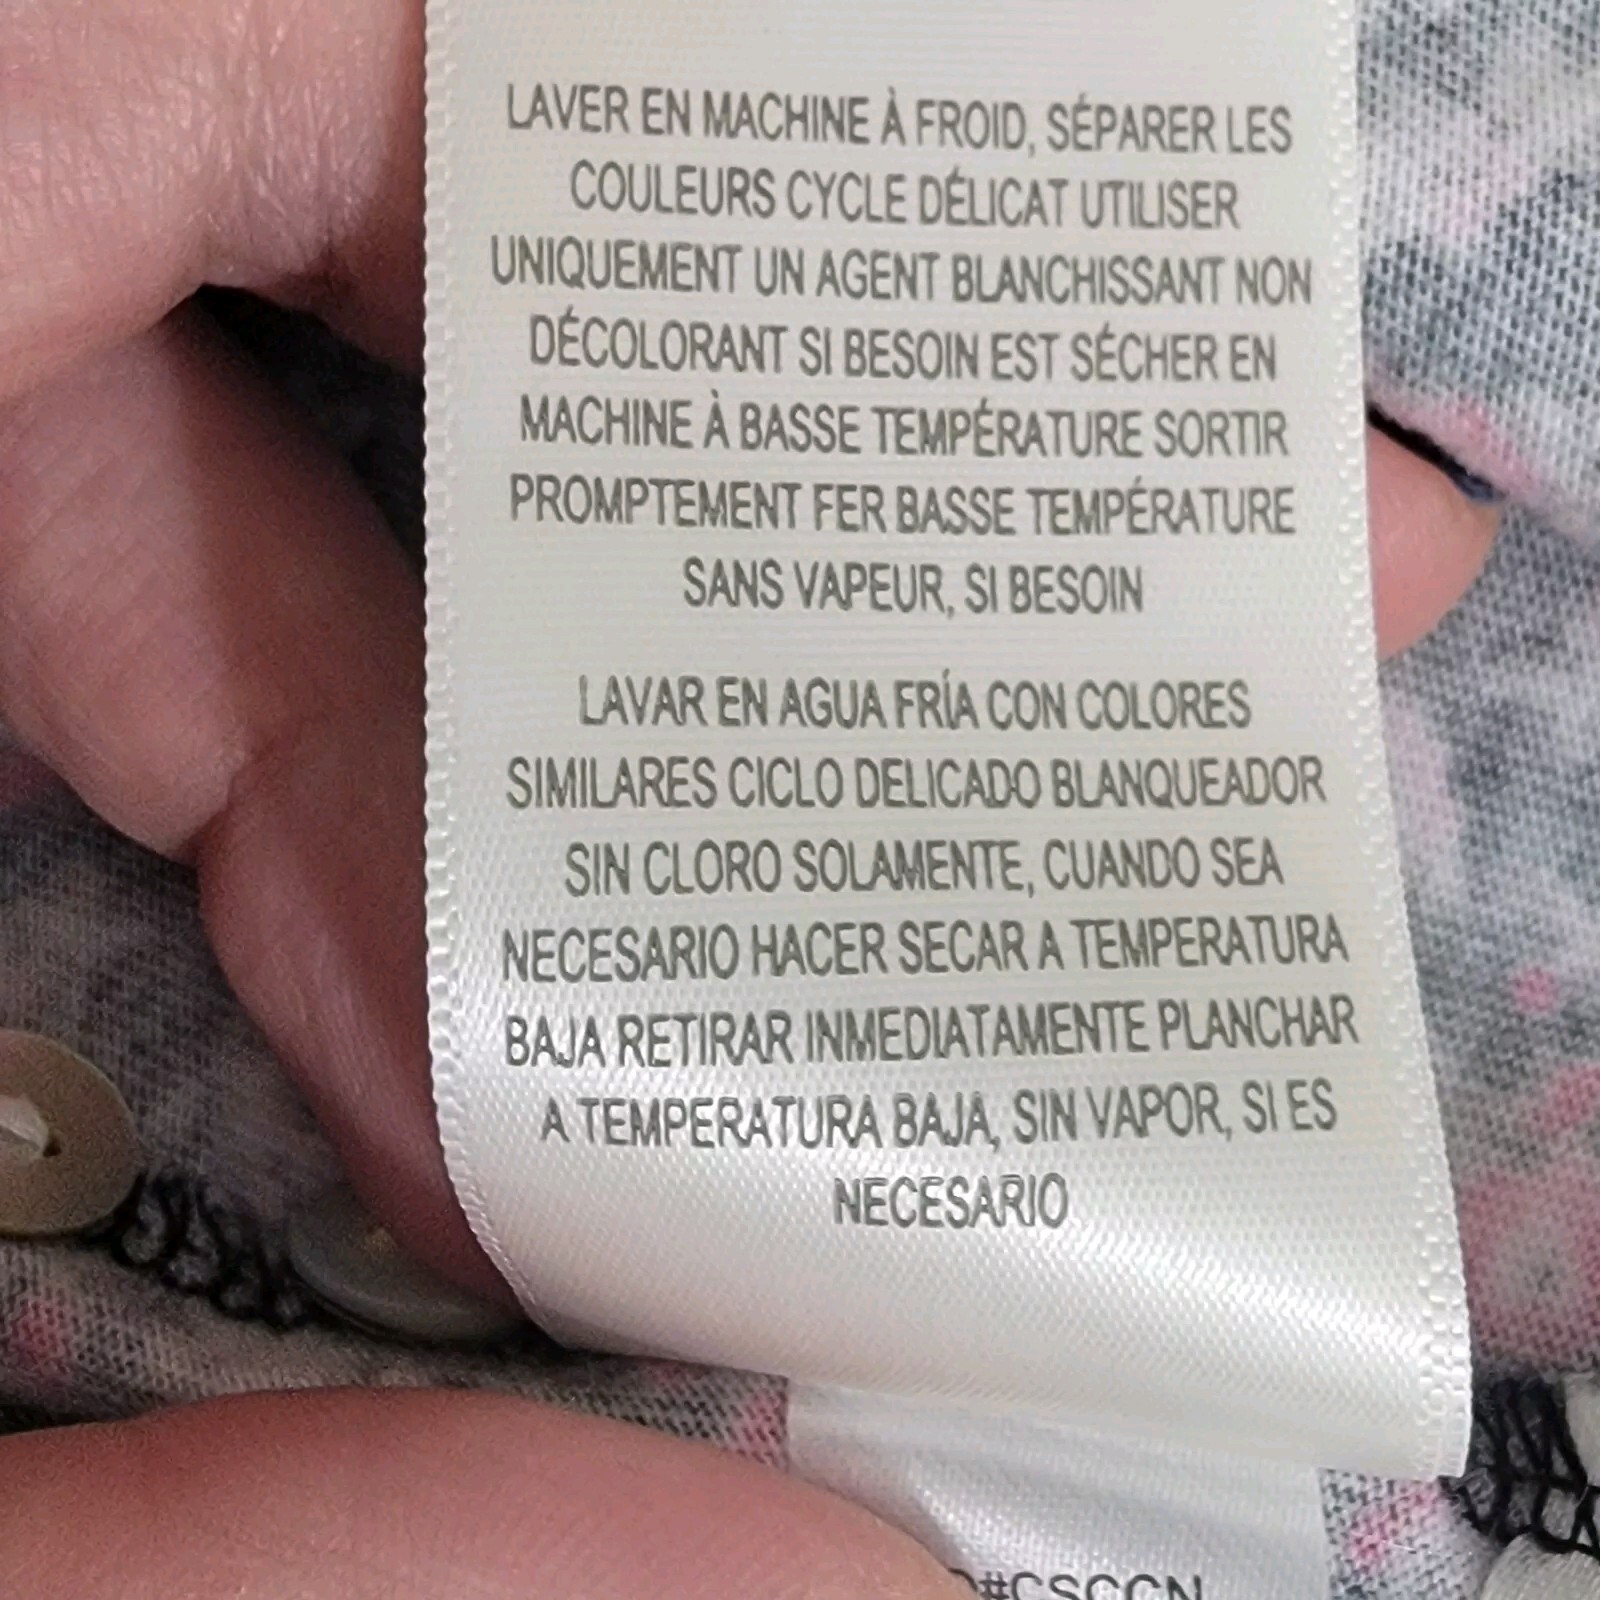 LAVER EN MACHINE À FROID, SÉPARER LES
COULEURS CYCLE DÉLICAT UTILISER
UNIQUEMENT UN AGENT BLANCHISSANT NON
DÉCOLORANT SI BESOIN EST SÉCHER EN
MACHINE À BASSE TEMPÉRATURE SORTIR
PROMPTEMENT FER BASSE TEMPÉRATURE
SANS VAPEUR, SI BESOIN
LAVAR EN AGUA FRÍA CON COLORES
SIMILARES CICLO DELICADO BLANQUEADOR
SIN CLORO SOLAMENTE, CUANDO SEA
NECESARIO HACER SECAR A TEMPERATURA
BAJA RETIRAR INMEDIATAMENTE PLANCHAR
A TEMPERATURA BAJA, SIN VAPOR, SI ES
NECESARIO